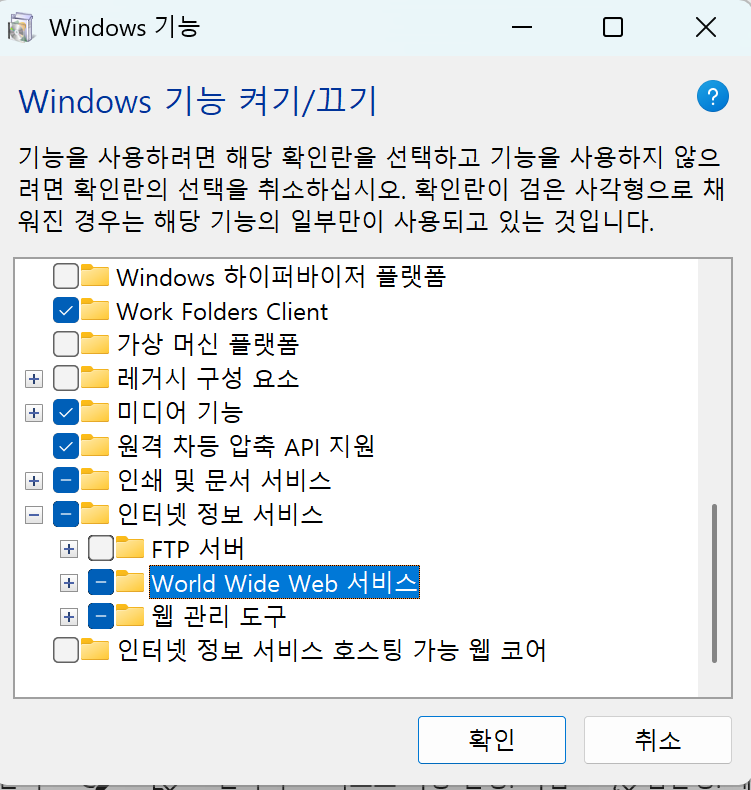 Windows 기능
Windows 기능 켜기/끄기
?
기능을 사용하려면 해당 확인란을 선택하고 기능을 사용하지 않으
려면 확인란의 선택을 취소하십시오. 확인란이 검은 사각형으로 채
워진 경우는 해당 기능의 일부만이 사용되고 있는 것입니다.
Windows 하이퍼바이저 플랫폼
Work Folders Client
가상 머신 플랫폼
레거시 구성 요소
미디어 기능
원격 차등 압축 API 지원
인쇄 및 문서 서비스
인터넷 정보 서비스
FTP 서버
World Wide Web 서비스
웹 관리 도구
인터넷 정보 서비스 호스팅 가능 웹 코어
확인
취소